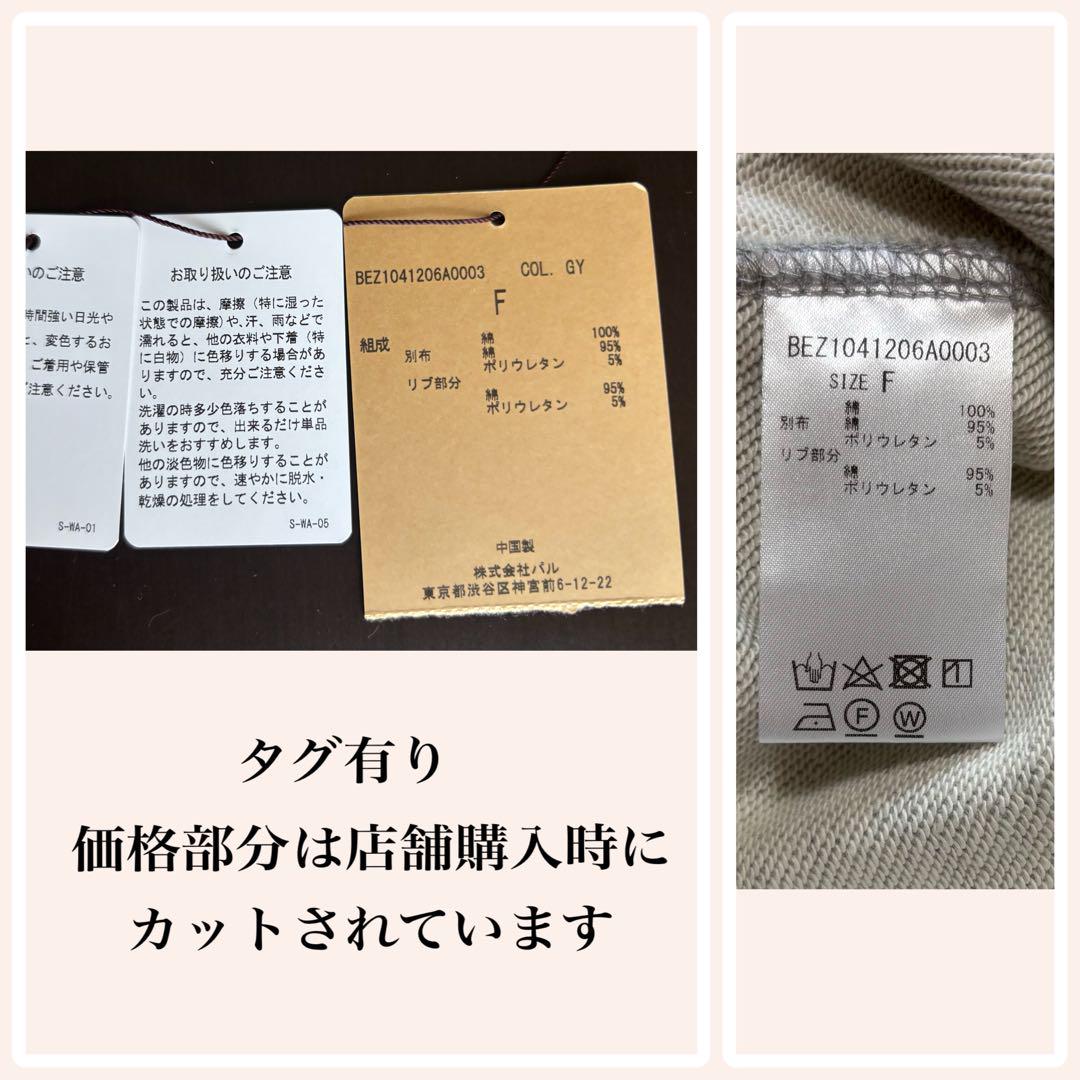 いのご注意
時間強い日光や
と、変色するお
ご着用や保管
注意ください。
S-WA-01
お取り扱いのご注意
この製品は、摩擦（特に湿った
状態での摩擦）や、汗、雨などで
濡れると、他の衣料や下着（特
に白物）に色移りする場合があ
りますので、充分ご注意くださ
い。
洗濯の時多少色落ちすることが
ありますので、出来るだけ単品
洗いをおすすめします。
他の淡色物に色移りすることが
ありますので、速やかに脱水・
乾燥の処理をしてください。
S-WA-05
BEZ1041206A0003 COL. GY
F
組成 綿 100%
別布 綿 95%
ポリウレタン 5%
リブ部分
綿 95%
ポリウレタン 5%
中国製
株式会社パル
東京都渋谷区神宮前6-12-22
タグ有り
価格部分は店舗購入時に
カットされています
BEZ1041206A0003
SIZE F
綿 100%
別布 綿 95%
ポリウレタン 5%
リブ部分
綿 95%
ポリウレタン 5%
1
F
W